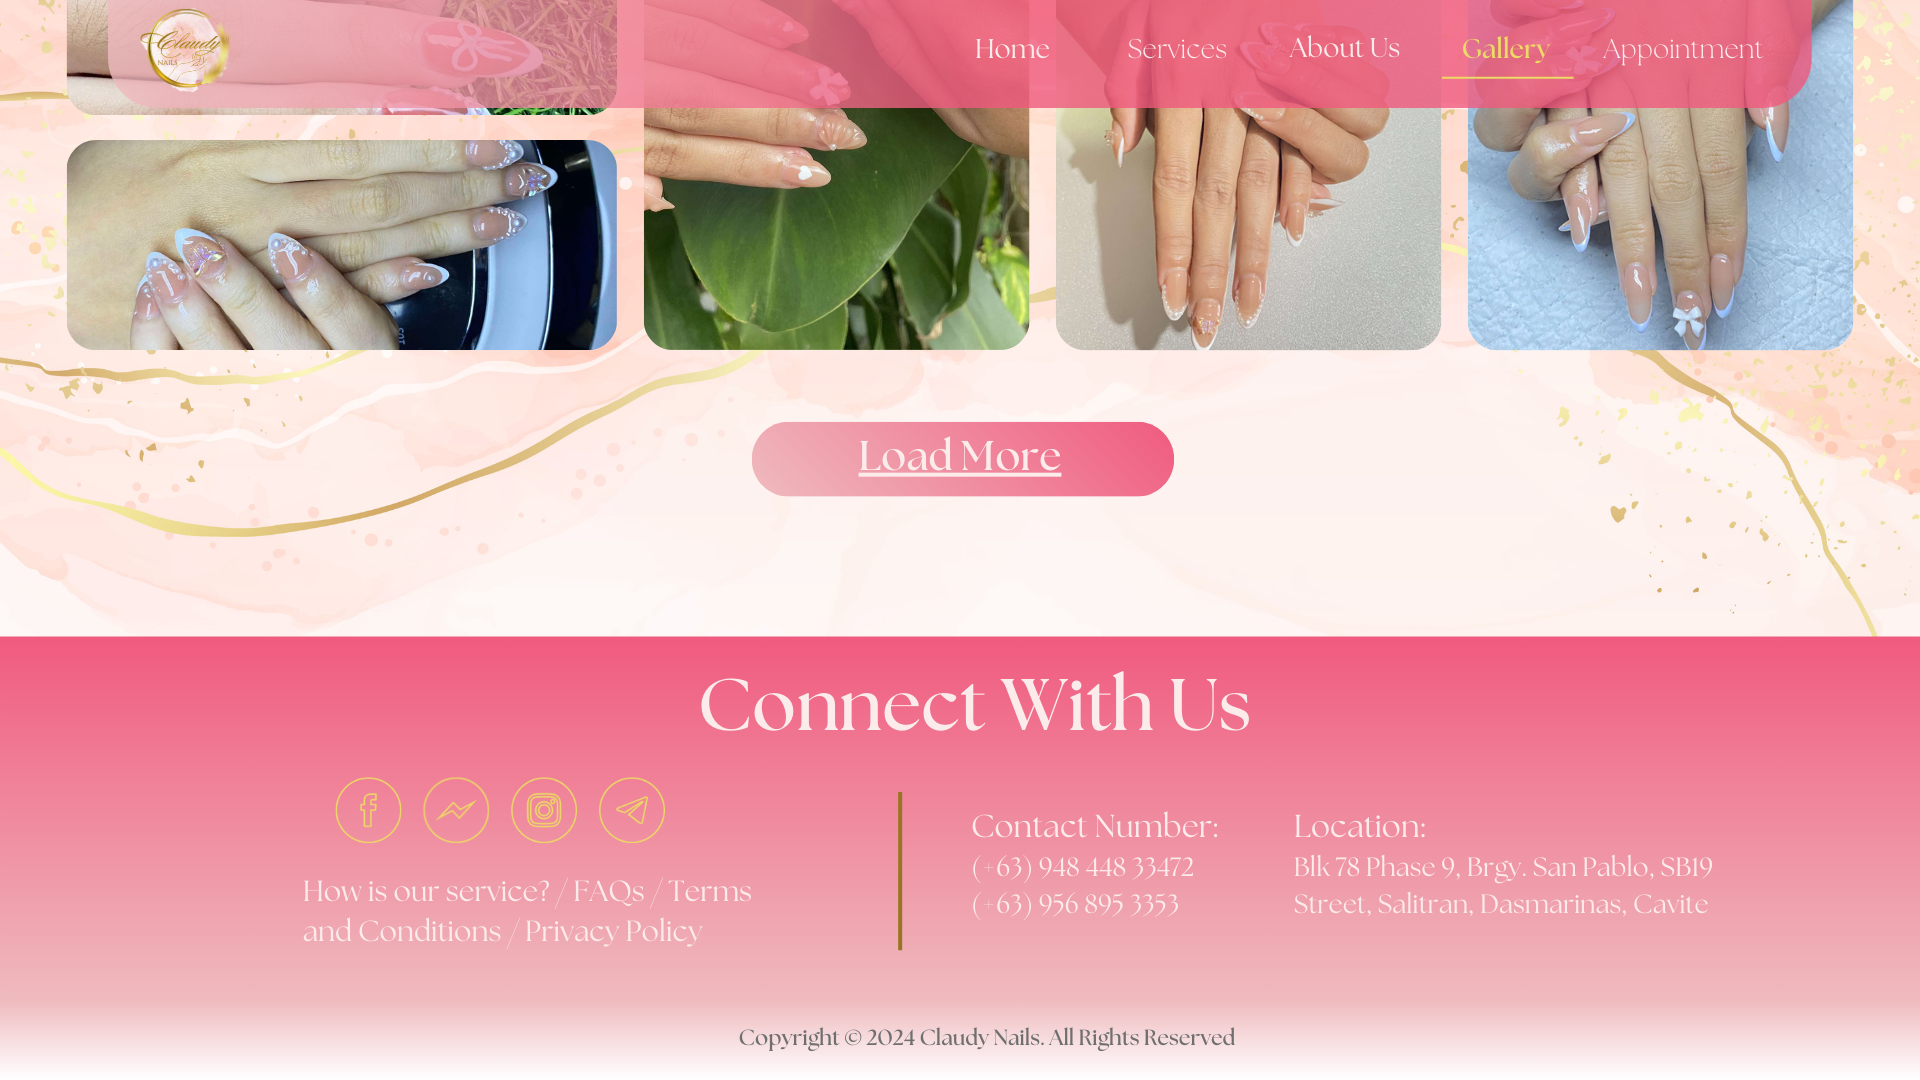 Claudy
NAILS
Home
Services
About Us
Gallery
Appointment
Load More
Connect With Us
How is our service? / FAQs / Terms
and Conditions / Privacy Policy
Contact Number:
(+63) 948 448 33472
(+63) 956 895 3353
Location:
Blk 78 Phase 9, Brgy. San Pablo, SB19
Street, Salitran, Dasmarinas, Cavite
Copyright © 2024 Claudy Nails. All Rights Reserved